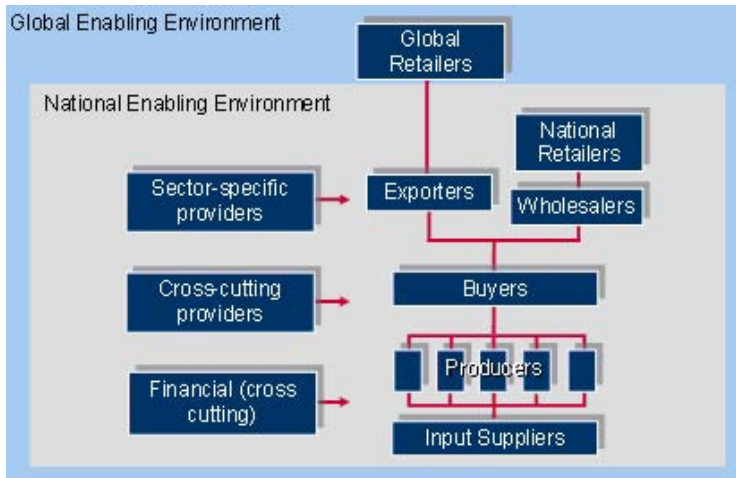 Global Enabling Environment
Global
Retailers
National Enabling Environment
National
Retailers
Sector-specific
providers
Exporters
Wholesalers
Cross-cutting
providers
Buyers
Producers
Financial (cross
cutting)
Input Suppliers